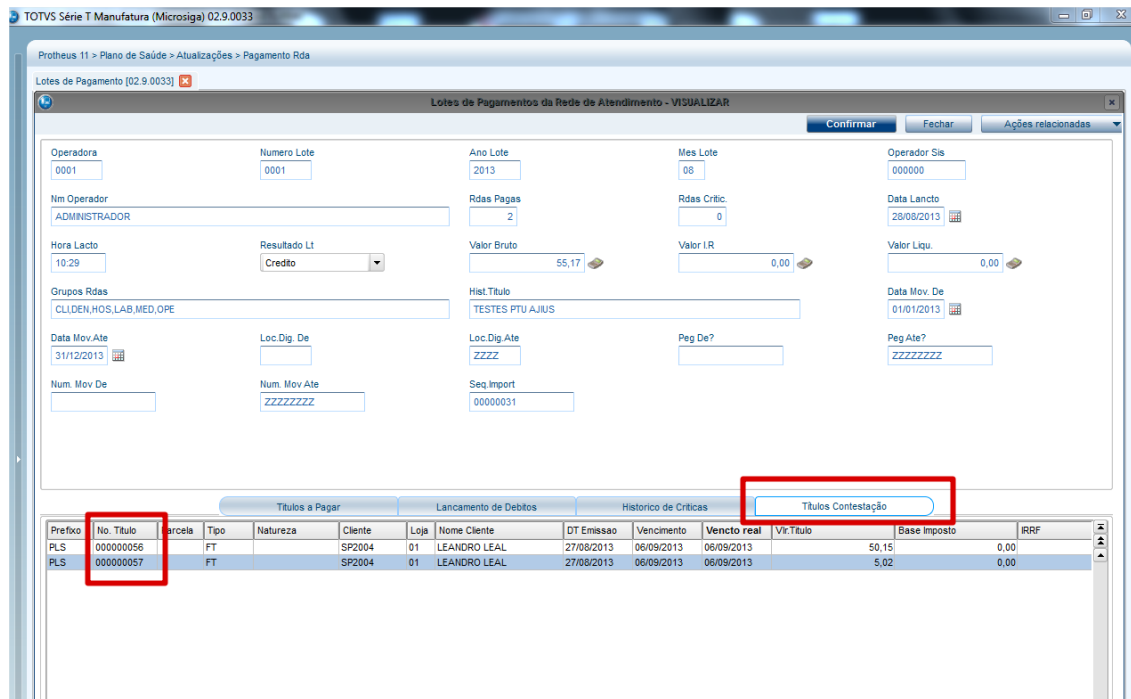 TOTVS Série T Manufatura (Microsiga) 02.9.0033
Protheus 11 > Plano de Saúde > Atualizações > Pagamento Rda
Lotes de Pagamento [02.9.0033]
Lotes de Pagamentos da Rede de Atendimento - VISUALIZAR
Confirmar Fechar Ações relacionadas
Operadora Numero Lote Ano Lote Mes Lote Operador Sis
0001 0001 2013 08 000000
Nm Operador Rdas Pagas Rdas Critic. Data Lancto
ADMINISTRADOR 2 0 28/08/2013
Hora Lacto Resultado Lt Valor Bruto Valor I.R Valor Liqu.
10:29 Credito 55,17 0,00 0,00
Grupos Rdas Hist.Titulo Data Mov. De
CLI,DEN,HOS,LAB,MED,OPE TESTES PTU AJIUS 01/01/2013
Data Mov.Ate Loc.Dig. De Loc.Dig.Ate Peg De? Peg Ate?
31/12/2013 ZZZZ ZZZZZZZZ
Num. Mov De Num. Mov Ate Seq.Import
ZZZZZZZZ 00000031
Titulos a Pagar Lancamento de Debitos Historico de Criticas Títulos Contestação
Prefixo No. Titulo Parcela Tipo Natureza Cliente Loja Nome Cliente DT Emissao Vencimento Vencto real Vlr.Titulo Base Imposto IRRF
PLS 000000056 FT SP2004 01 LEANDRO LEAL 27/08/2013 06/09/2013 06/09/2013 50,15 0,00
PLS 000000057 FT SP2004 01 LEANDRO LEAL 27/08/2013 06/09/2013 06/09/2013 5,02 0,00